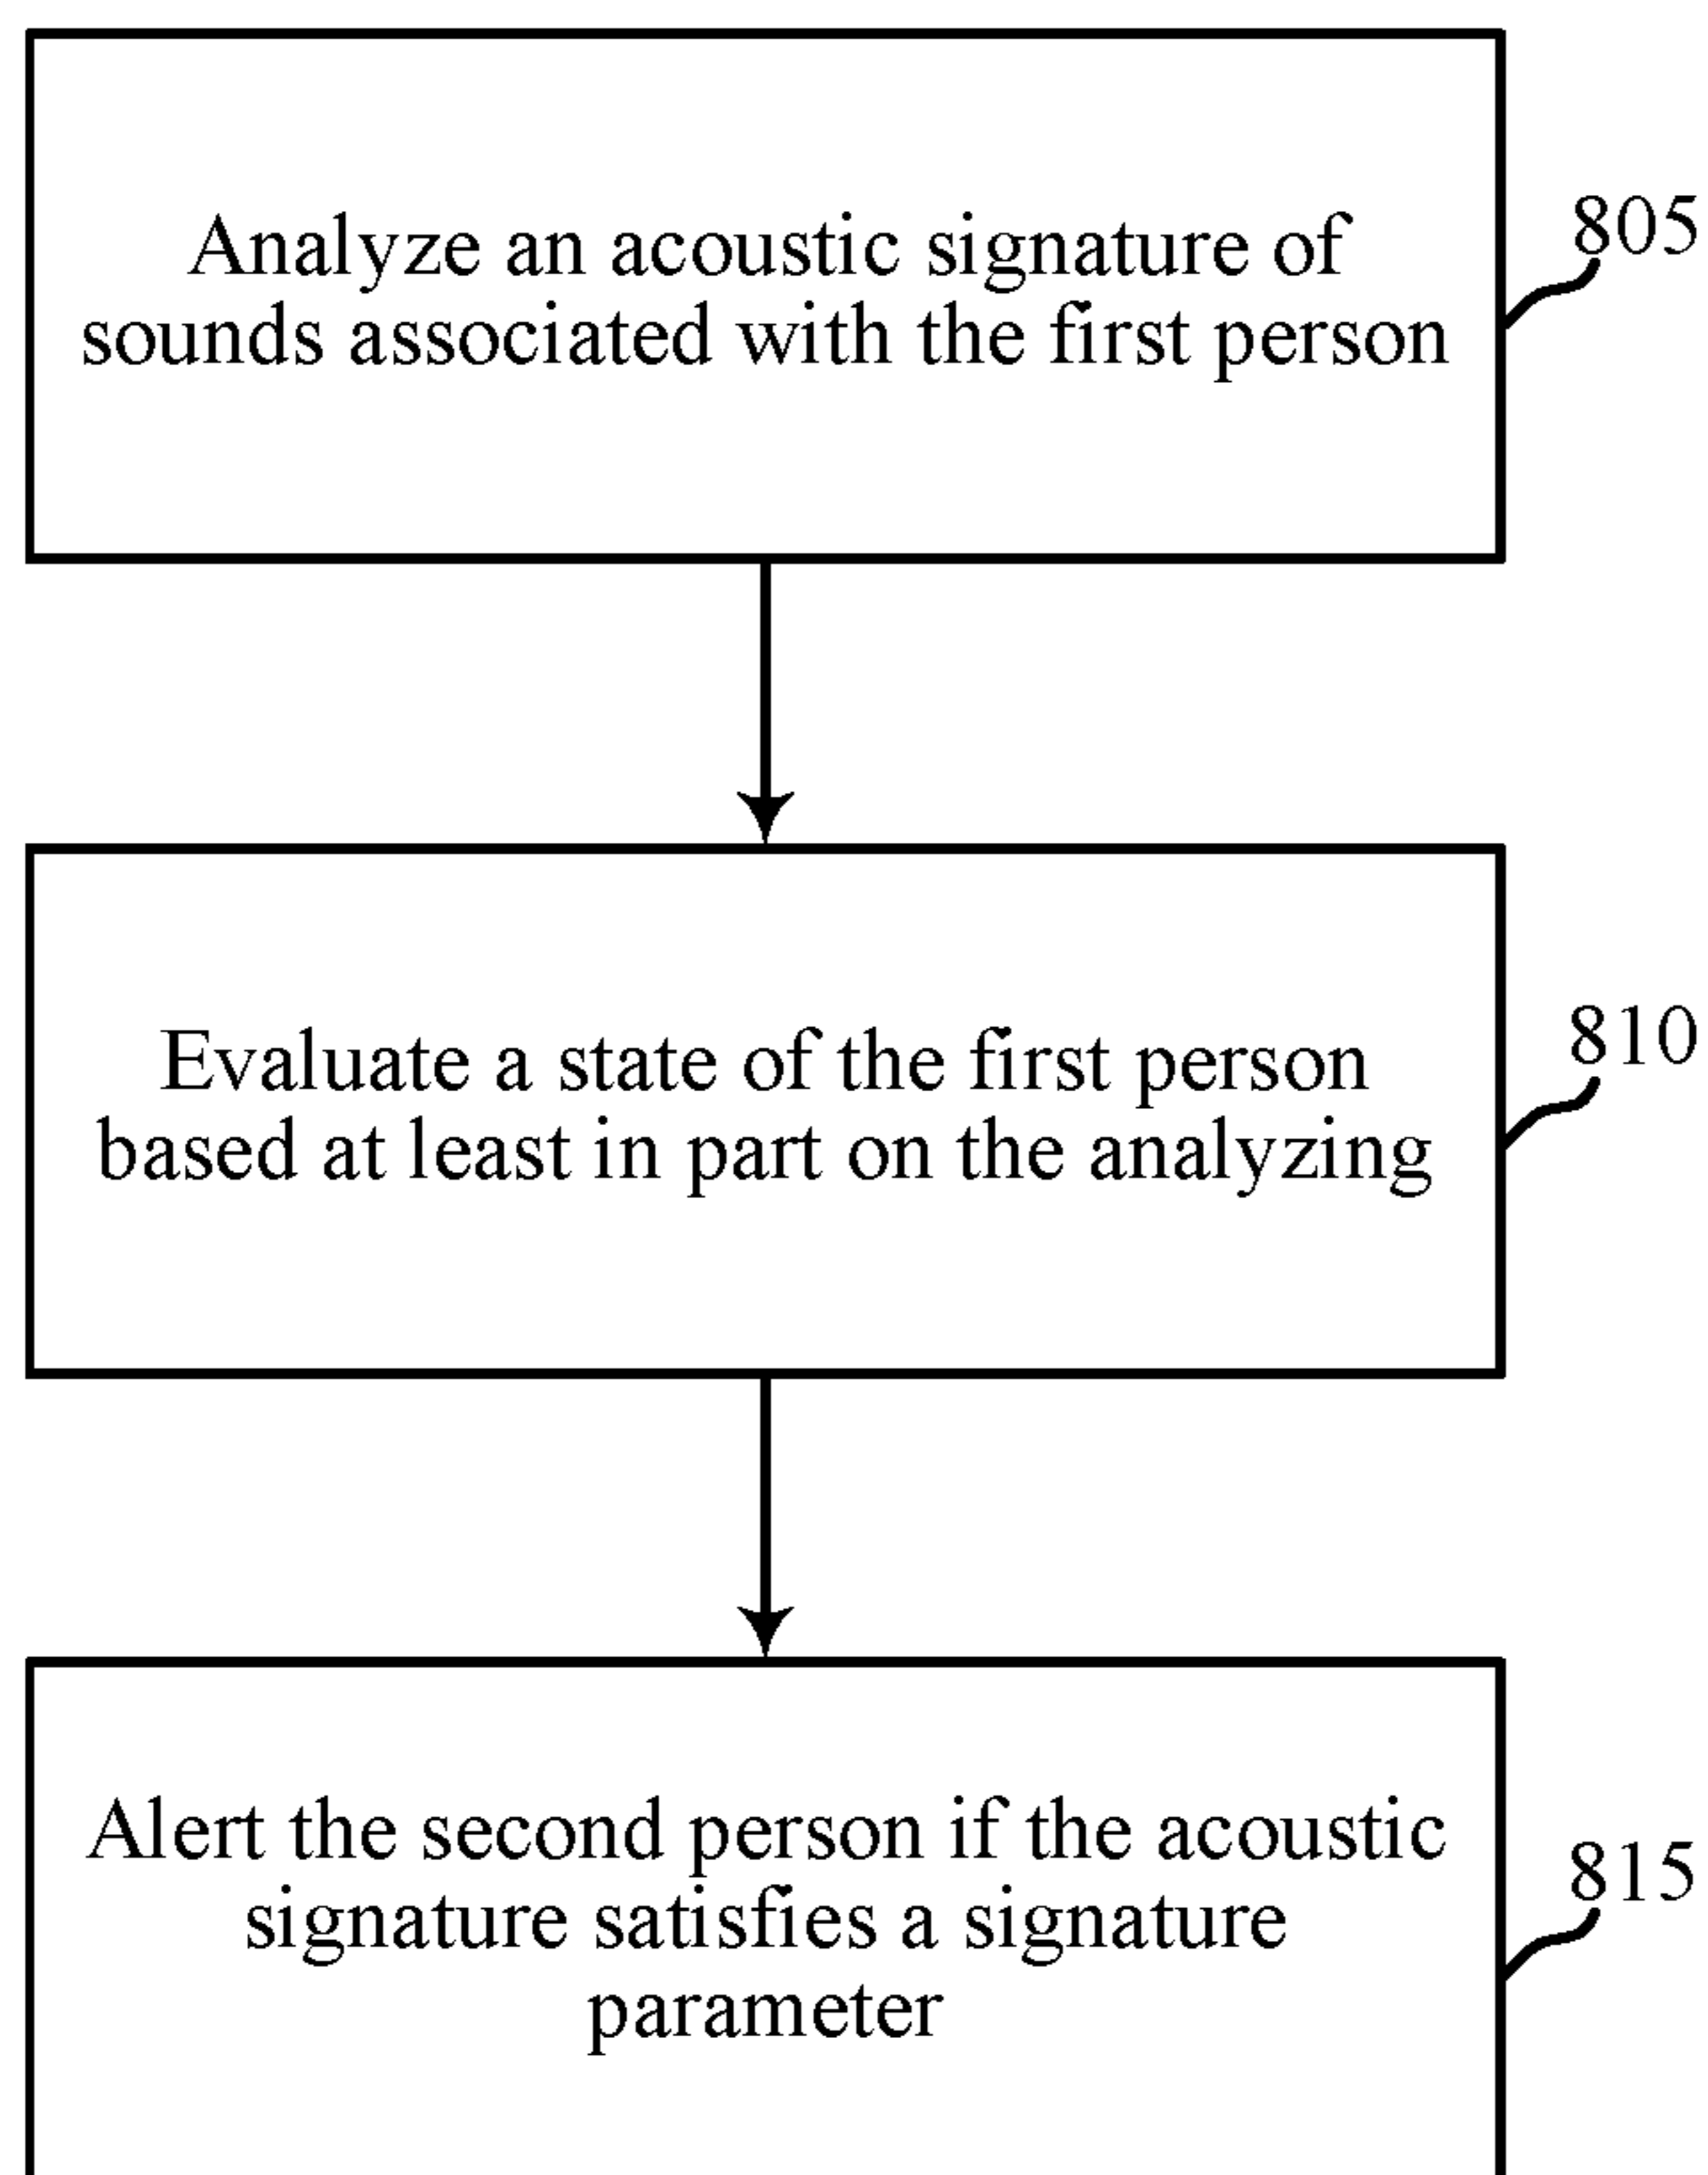 Analyze an acoustic signature of
sounds associated with the first person
805
Evaluate a state of the first person
based at least in part on the analyzing
810
Alert the second person if the acoustic
signature satisfies a signature
parameter
815